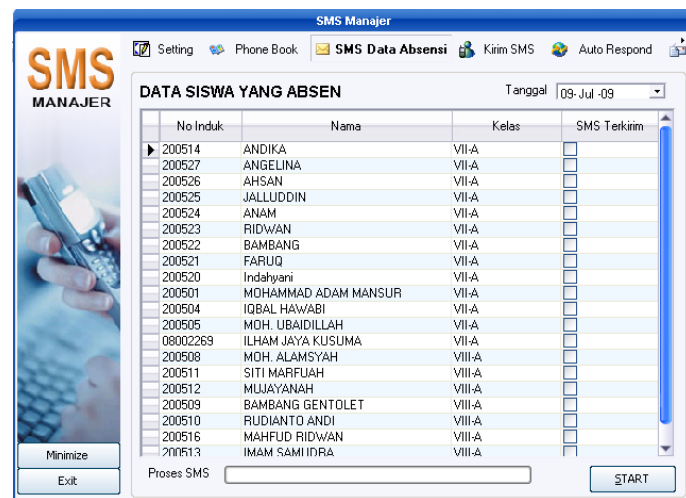 SMS Manajer
SMS
MANAJER
Setting Phone Book SMS Data Absensi Kirim SMS Auto Respond
DATA SISWA YANG ABSEN Tanggal 09- Jul -09
No Induk Nama Kelas SMS Terkirim
200514 ANDIKA VII-A
200527 ANGELINA VII-A
200526 AHSAN VII-A
200525 JALLUDDIN VII-A
200524 ANAM VII-A
200523 RIDWAN VII-A
200522 BAMBANG VII-A
200521 FARUQ VII-A
200520 Indahyani VII-A
200501 MOHAMMAD ADAM MANSUR VII-A
200504 IQBAL HAWABI VII-A
200505 MOH. UBAIDILLAH VII-A
08002269 ILHAM JAYA KUSUMA VIII-A
200508 MOH. ALAMSYAH VIII-A
200511 SITI MARFUAH VIII-A
200512 MUJAYANAH VIII-A
200509 BAMBANG GENTOLET VIII-A
200510 RUDIANTO ANDI VIII-A
200516 MAHFUD RIDWAN VIII-A
200513 IMAM SAMUDRA VIII-A
Minimize
Exit
Proses SMS
START